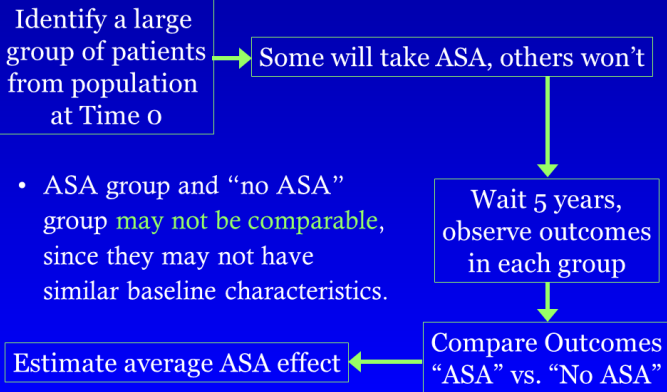 Identify a large
group of patients
from population
at Time 0
Some will take ASA, others won’t
• ASA group and “no ASA”
group may not be comparable,
since they may not have
similar baseline characteristics.
Wait 5 years,
observe outcomes
in each group
Compare Outcomes
“ASA” vs. “No ASA”
Estimate average ASA effect